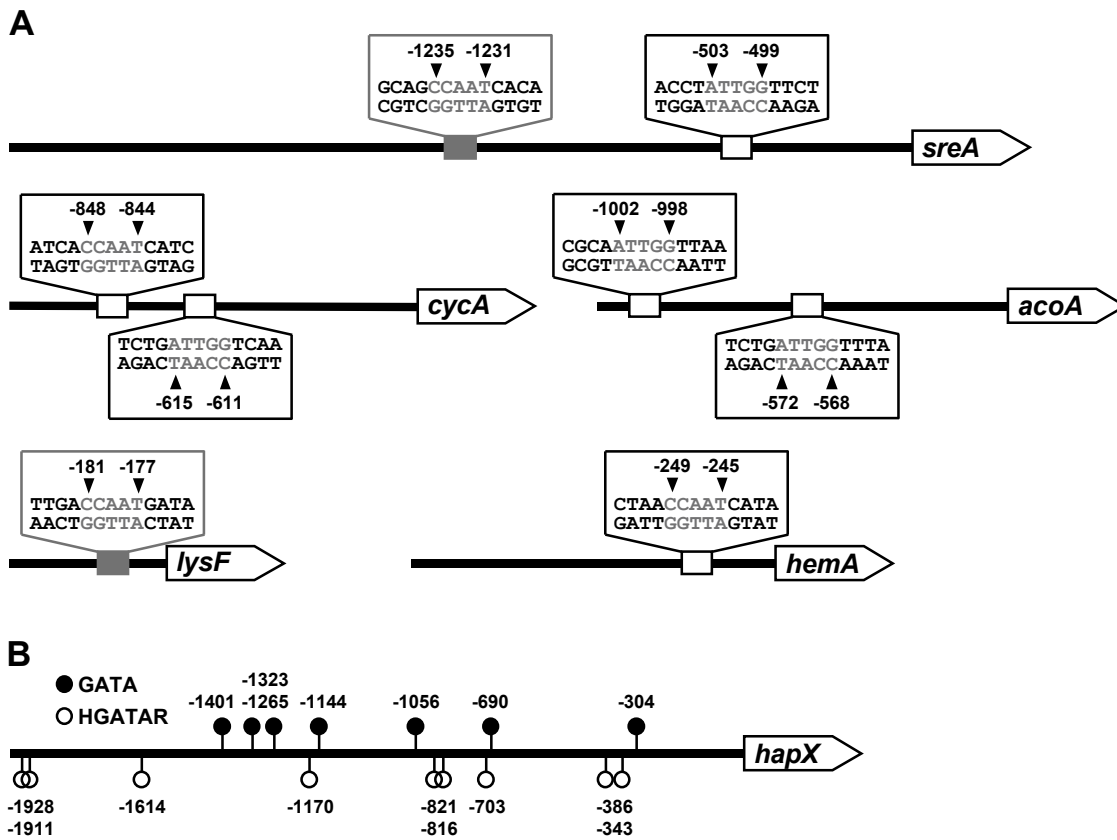 A
-1235 -1231
GCAGCCAATCACA
CGTCGGTTAGTGT
-503 -499
ACCTATTGGTTCT
TGGATAACCAAGA
sreA
-848 -844
ATCACCAATCATC
TAGTGGTTAGTAG
-1002 -998
CGCAATTGGTTAA
GCGTTAACCAATT
cycA
acoA
TCTGATTGGTCAA
AGACTAACCAGTT
-615 -611
TCTGATTGGTTTA
AGACTAACCAAAT
-572 -568
-181 -177
TTGACCAATGATA
AACTGGTTACTAT
-249 -245
CTAACCAATCATA
GATTGGTTAGTAT
lysF
hemA
B
GATA
HGATAR
-1323
-1401 -1265 -1144 -1056 -690 -304
hapX
-1928 -1614 -1170 -821 -703 -386
-1911 -816 -343